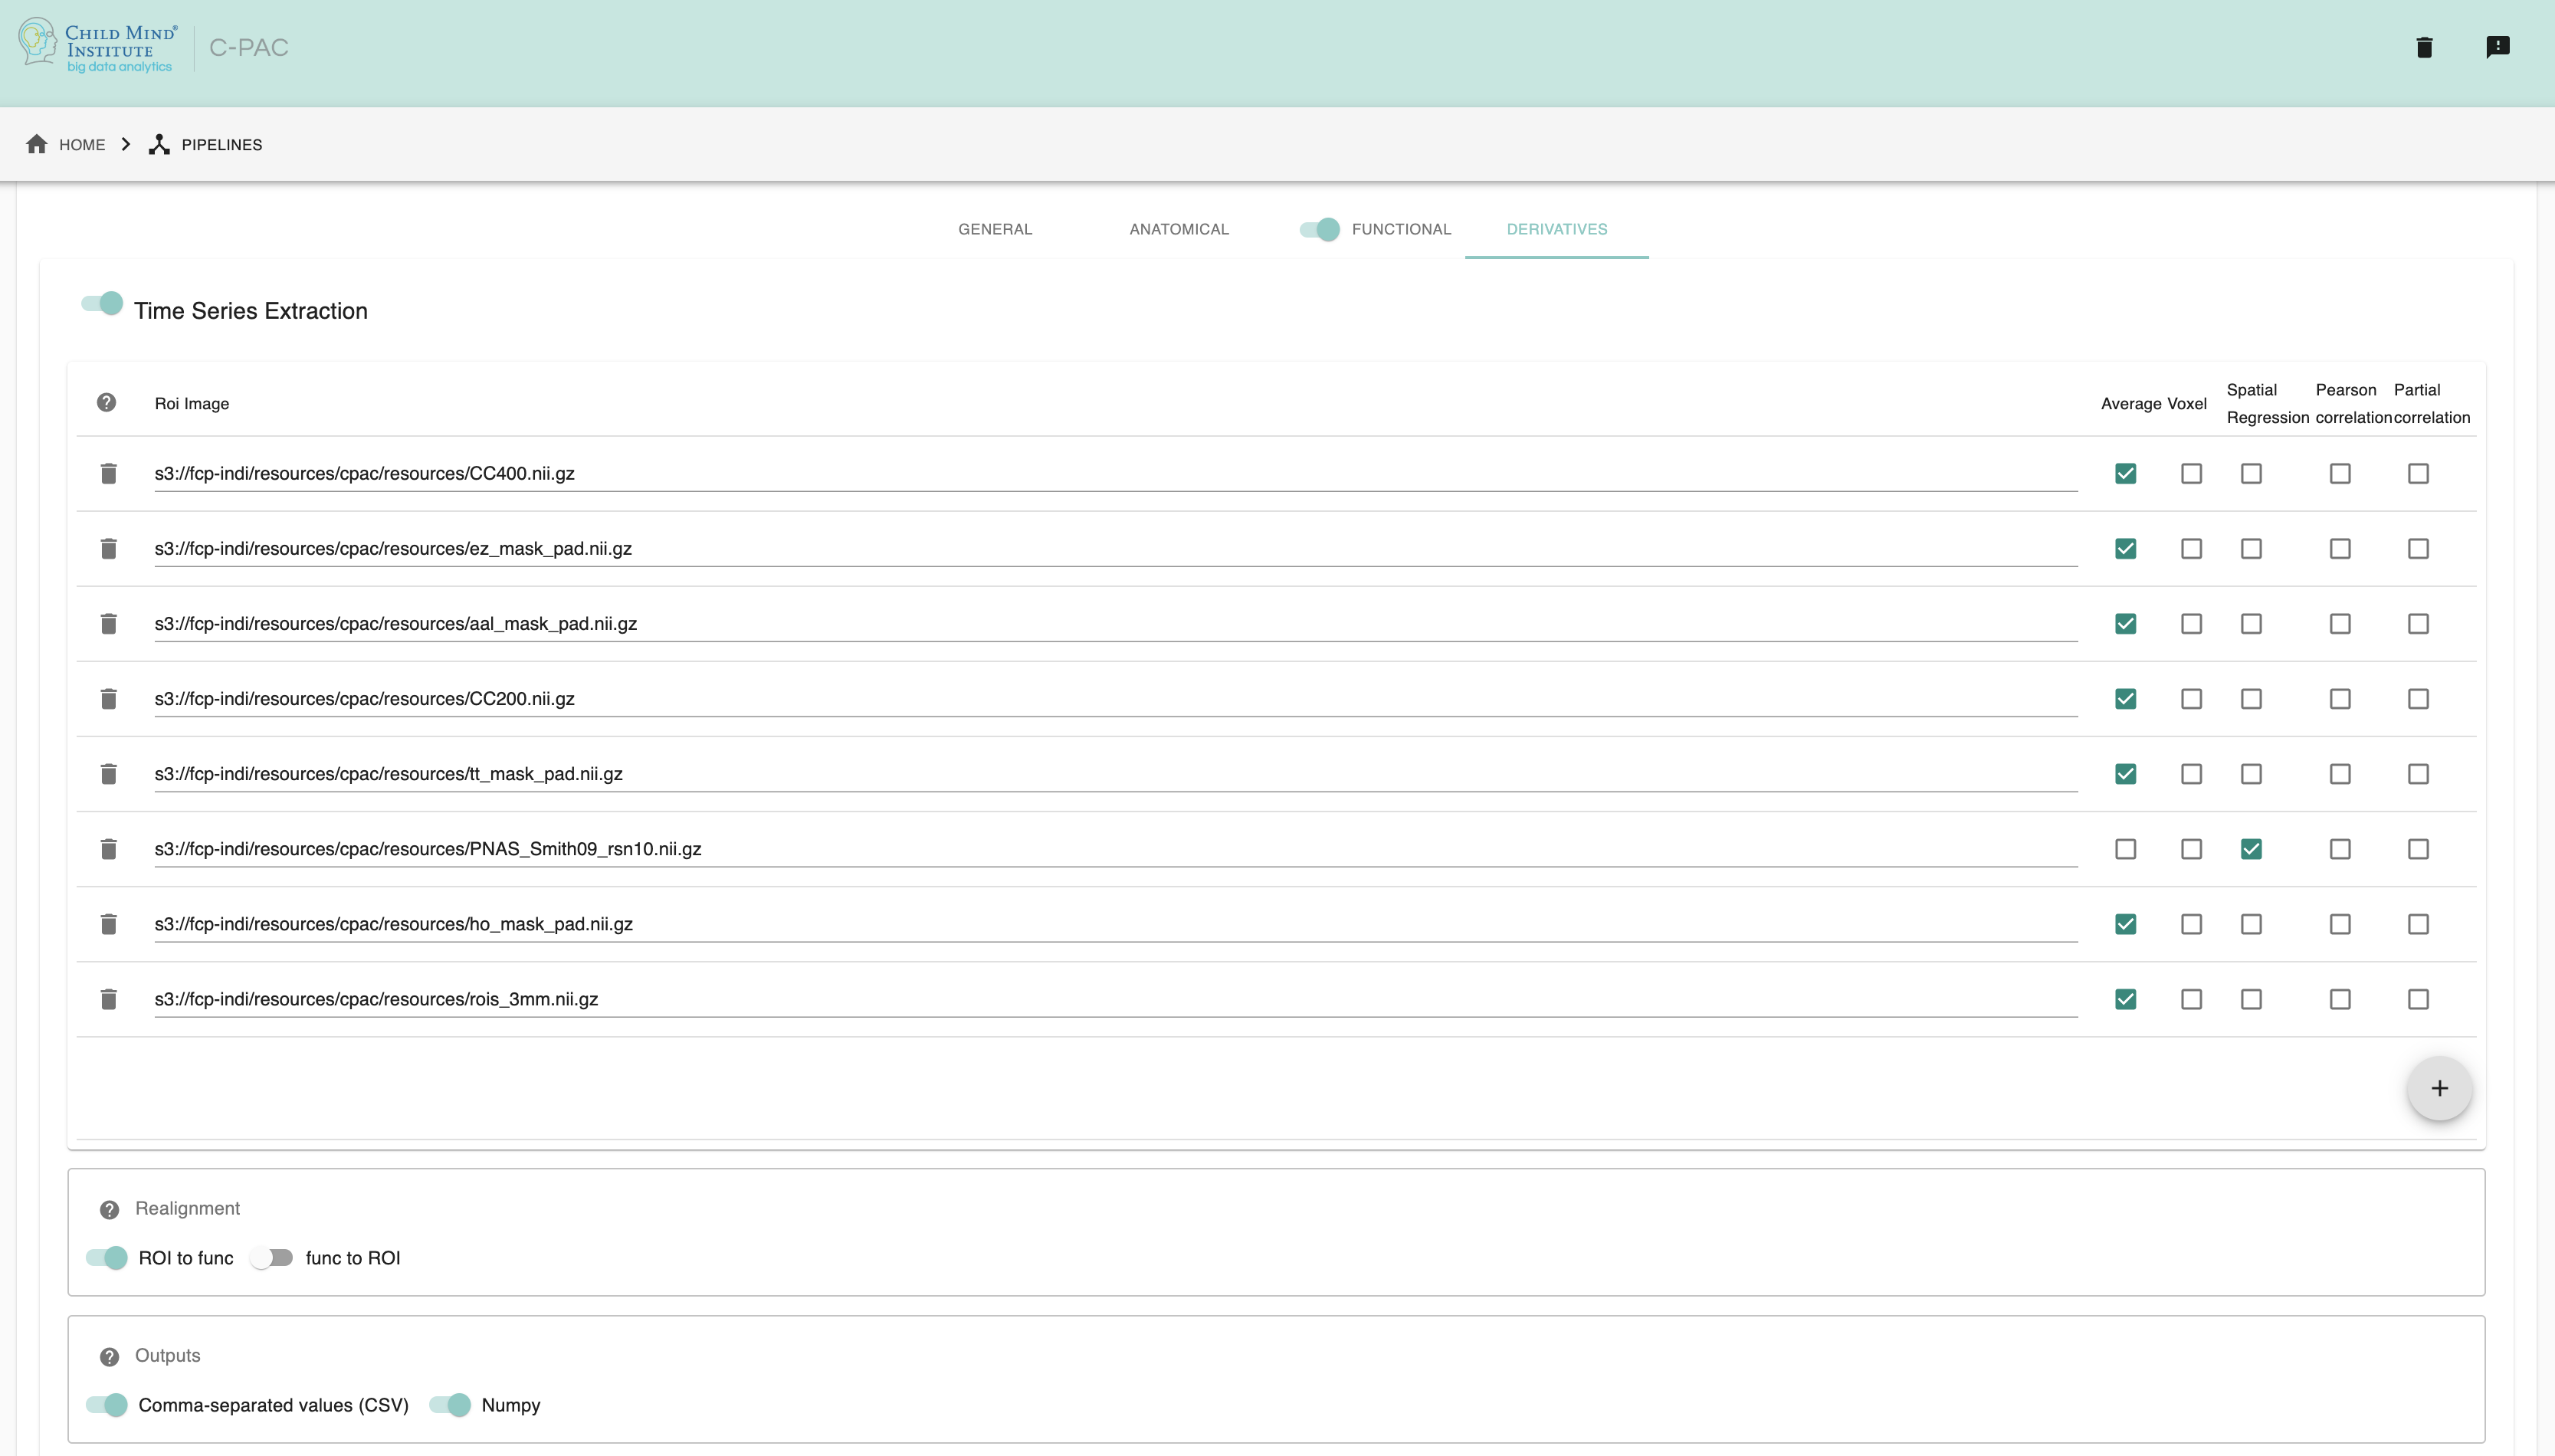 CHILD MIND®
INSTITUTE
big data analytics
C-PAC
HOME
PIPELINES
GENERAL
ANATOMICAL
FUNCTIONAL
DERIVATIVES
Time Series Extraction
Roi Image
Average
Voxel
Spatial
Regression
Pearson
correlation
Partial
correlation
s3://fcp-indi/resources/cpac/resources/CC400.nii.gz
s3://fcp-indi/resources/cpac/resources/ez_mask_pad.nii.gz
s3://fcp-indi/resources/cpac/resources/aal_mask_pad.nii.gz
s3://fcp-indi/resources/cpac/resources/CC200.nii.gz
s3://fcp-indi/resources/cpac/resources/tt_mask_pad.nii.gz
s3://fcp-indi/resources/cpac/resources/PNAS_Smith09_rsn10.nii.gz
s3://fcp-indi/resources/cpac/resources/ho_mask_pad.nii.gz
s3://fcp-indi/resources/cpac/resources/rois_3mm.nii.gz
Realignment
ROI to func
func to ROI
Outputs
Comma-separated values (CSV)
Numpy